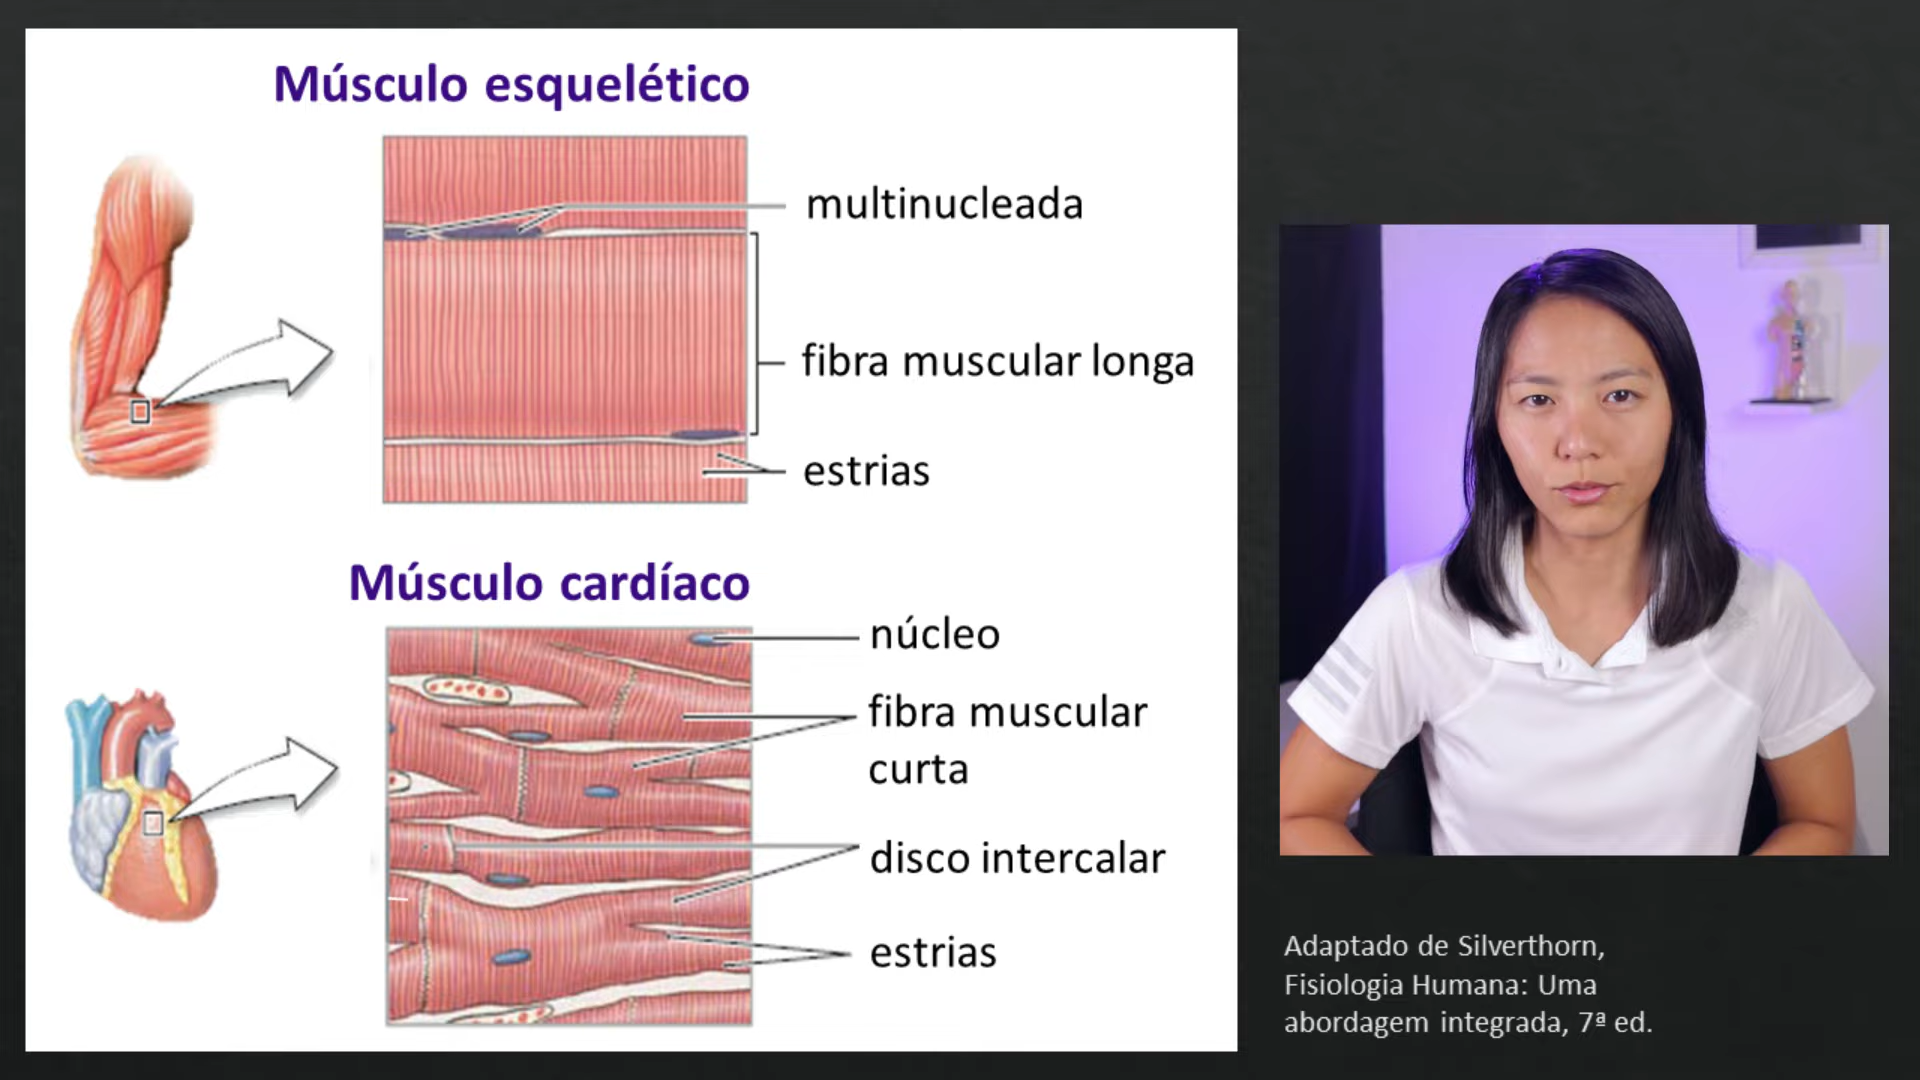 Músculo esquelético
multinucleada
fibra muscular longa
estrias
Músculo cardíaco
núcleo
fibra muscular
curta
disco intercalar
estrias
Adaptado de Silverthorn,
Fisiologia Humana: Uma
abordagem integrada, 7ª ed.